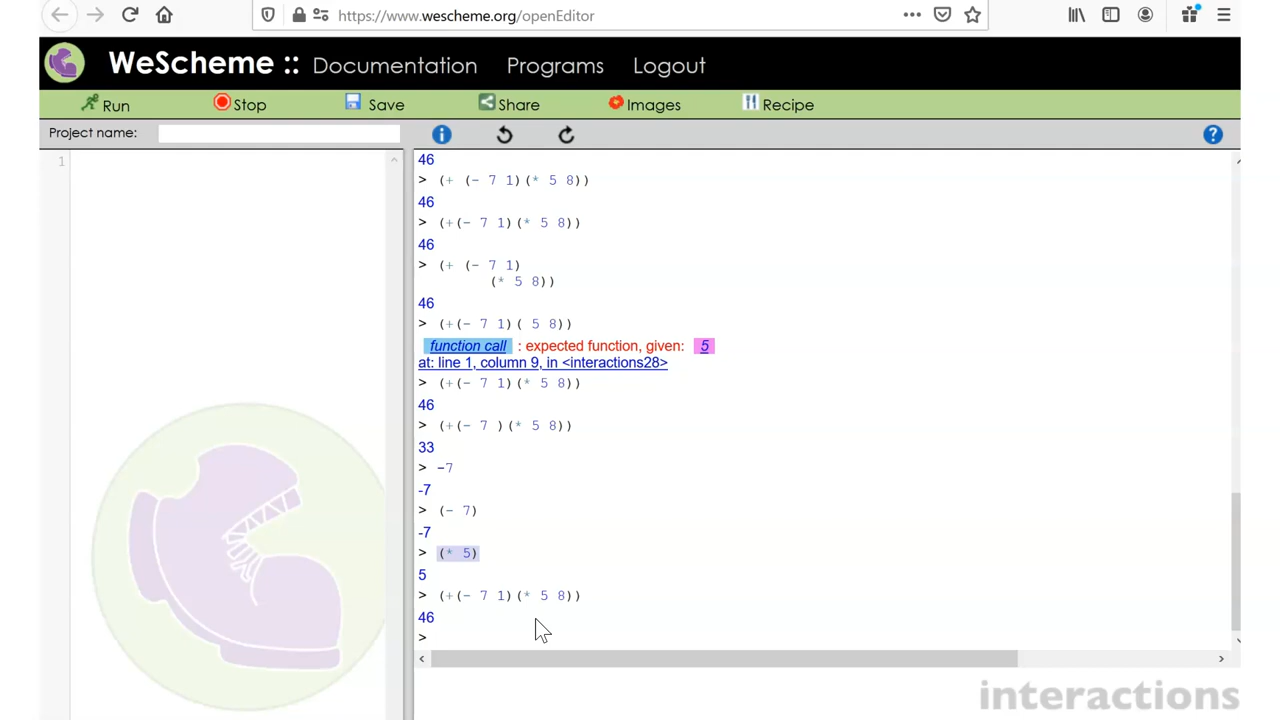 https://www.wescheme.org/openEditor
WeScheme :: Documentation Programs Logout
Run Stop Save Share Images Recipe
Project name:
1
46
> (+ (- 7 1)(* 5 8))
46
> (+(- 7 1)(* 5 8))
46
> (+ (- 7 1)
(* 5 8))
46
> (+(- 7 1)( 5 8))
function call : expected function, given: 5
at: line 1, column 9, in <interactions28>
> (+(- 7 1)(* 5 8))
46
> (+(- 7 )(* 5 8))
33
> -7
-7
> (- 7)
-7
> (* 5)
5
> (+(- 7 1)(* 5 8))
46
>
interactions